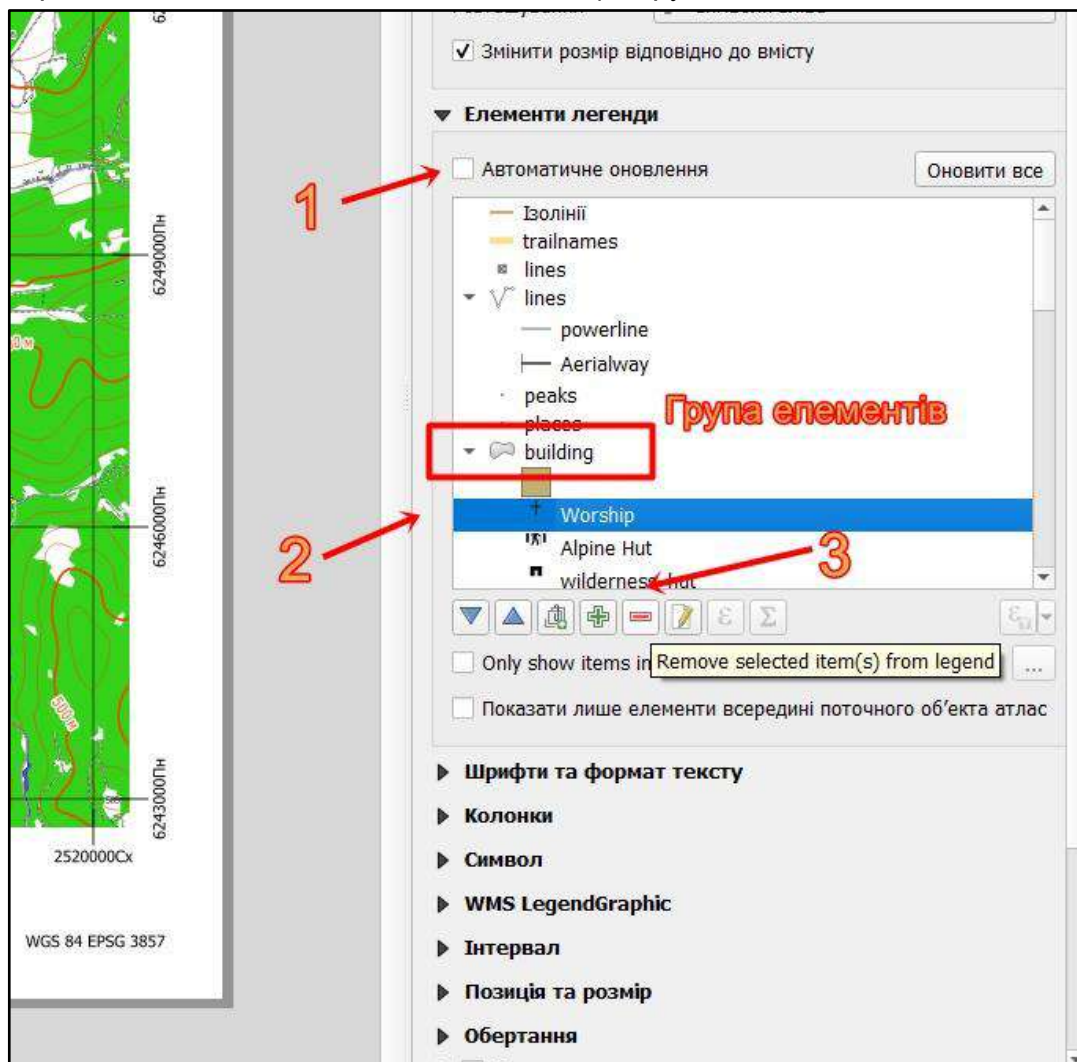 Змінити розмір відповідно до вмісту
Елементи легенди
1
Автоматичне оновлення
Оновити все
Ізолінії
trailnames
lines
lines
powerline
Aerialway
peaks
places
Група елементів
building
Worship
2
Alpine Hut
3
wilderness_hut
ε
Σ
Only show items in
Remove selected item(s) from legend
...
Показати лише елементи всередині поточного об’єкта атлас
Шрифти та формат тексту
Колонки
Символ
WMS LegendGraphic
Інтервал
Позиція та розмір
Обертання
6249000Пн
6246000Пн
500м
6243000Пн
2520000Сх
WGS 84 EPSG 3857